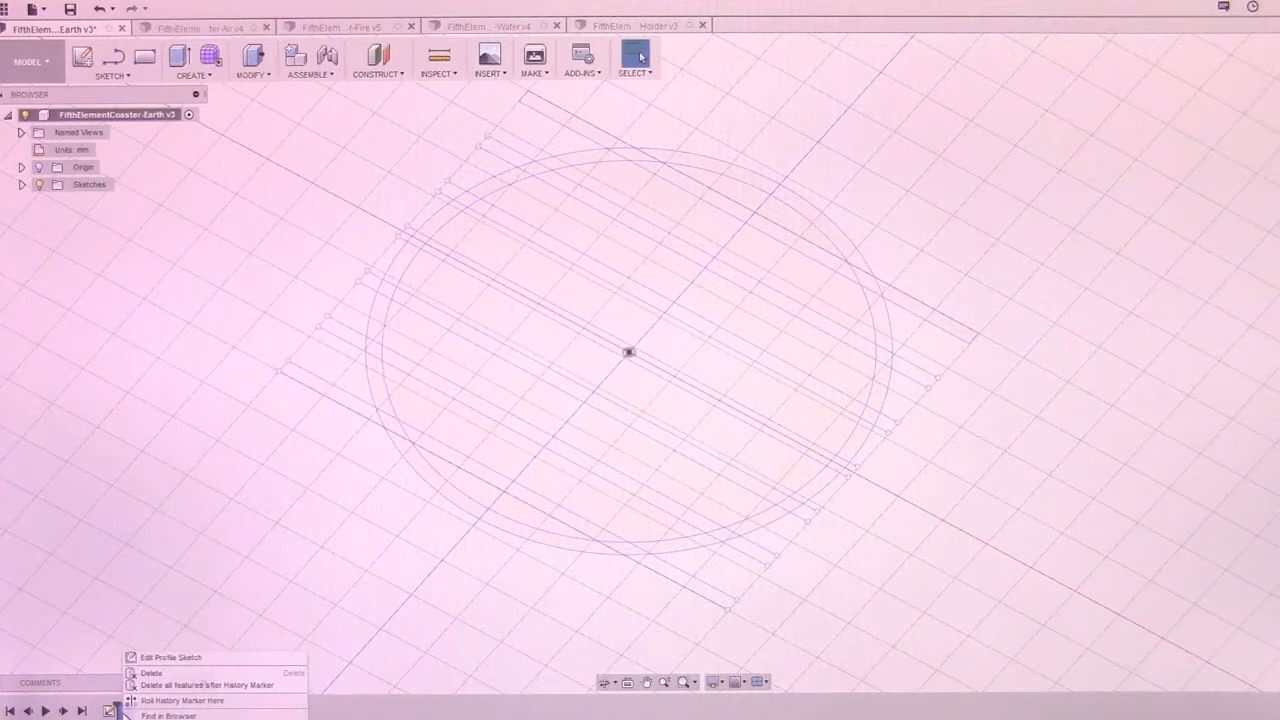 FifthElem...Earth v3*
FifthEleme...ter-Air v4
FifthElem...r-Fire v5
FifthElem...-Water v4
FifthElem...Holder v3
MODEL
SKETCH
CREATE
MODIFY
ASSEMBLE
CONSTRUCT
INSPECT
INSERT
MAKE
ADD-INS
SELECT
BROWSER
FifthElementCoaster-Earth v3
Named Views
Units: mm
Origin
Sketches
COMMENTS
Edit Profile Sketch
Delete Delete
Delete all features after History Marker
Roll History Marker Here
Find in Browser